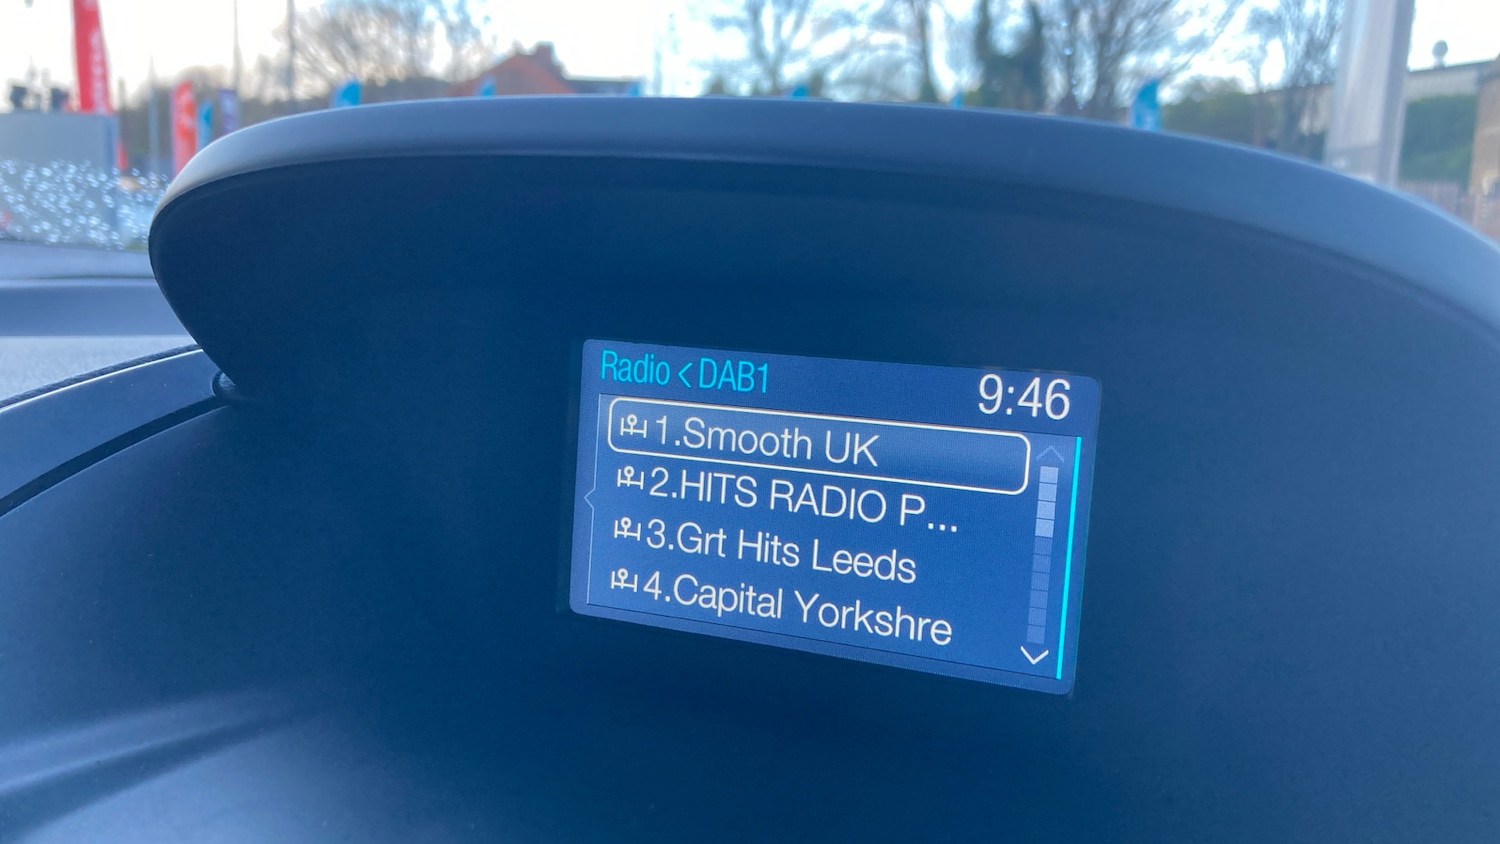 Radio < DAB1
9:46
1.Smooth UK
2.HITS RADIO P...
3.Grt Hits Leeds
4.Capital Yorkshre